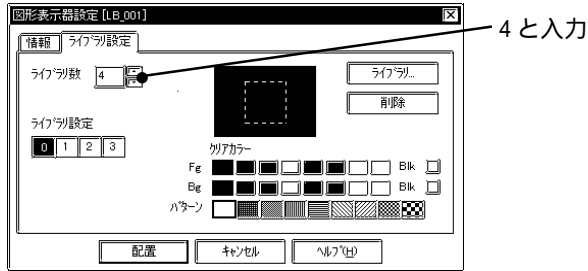 図形表示器設定 [LB_001]
4と入力
情報 ﾗｲﾌﾞﾗﾘ設定
ﾗｲﾌﾞﾗﾘ数 4
ﾗｲﾌﾞﾗﾘ...
削除
ﾗｲﾌﾞﾗﾘ設定
0 1 2 3
ｸﾘｱｶﾗｰ
Fg Blk
Bg Blk
ﾊﾟﾀｰﾝ
配置 ｷｬﾝｾﾙ ﾍﾙﾌﾟ(H)